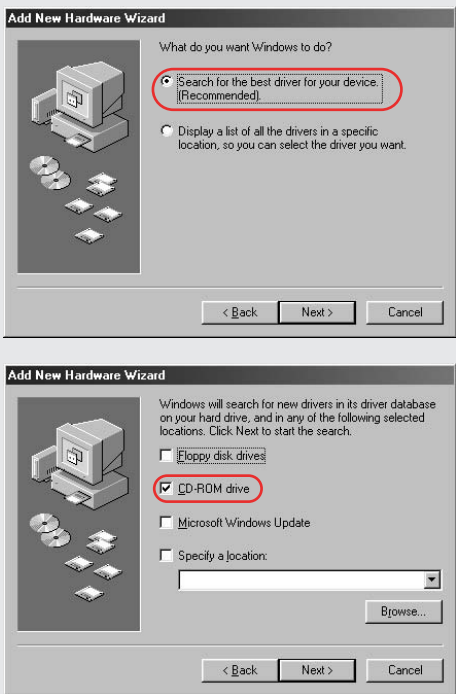 Add New Hardware Wizard
What do you want Windows to do?
Search for the best driver for your device.
(Recommended).
Display a list of all the drivers in a specific
location, so you can select the driver you want.
< Back
Next >
Cancel
Add New Hardware Wizard
Windows will search for new drivers in its driver database
on your hard drive, and in any of the following selected
locations. Click Next to start the search.
Floppy disk drives
CD-ROM drive
Microsoft Windows Update
Specify a location:
Browse...
< Back
Next >
Cancel